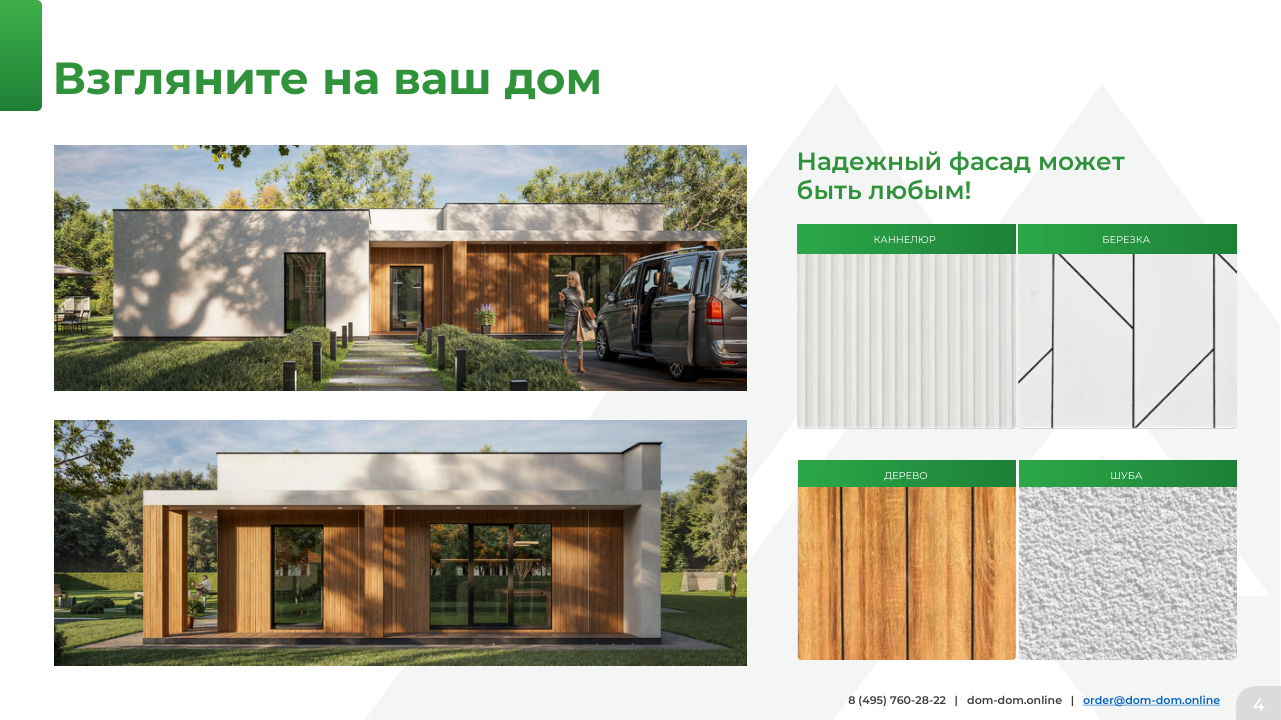 Взгляните на ваш дом
Надежный фасад может
быть любым!
КАННЕЛЮР
БЕРЕЗКА
ДЕРЕВО
ШУБА
8 (495) 760-28-22 | dom-dom.online | order@dom-dom.online
4